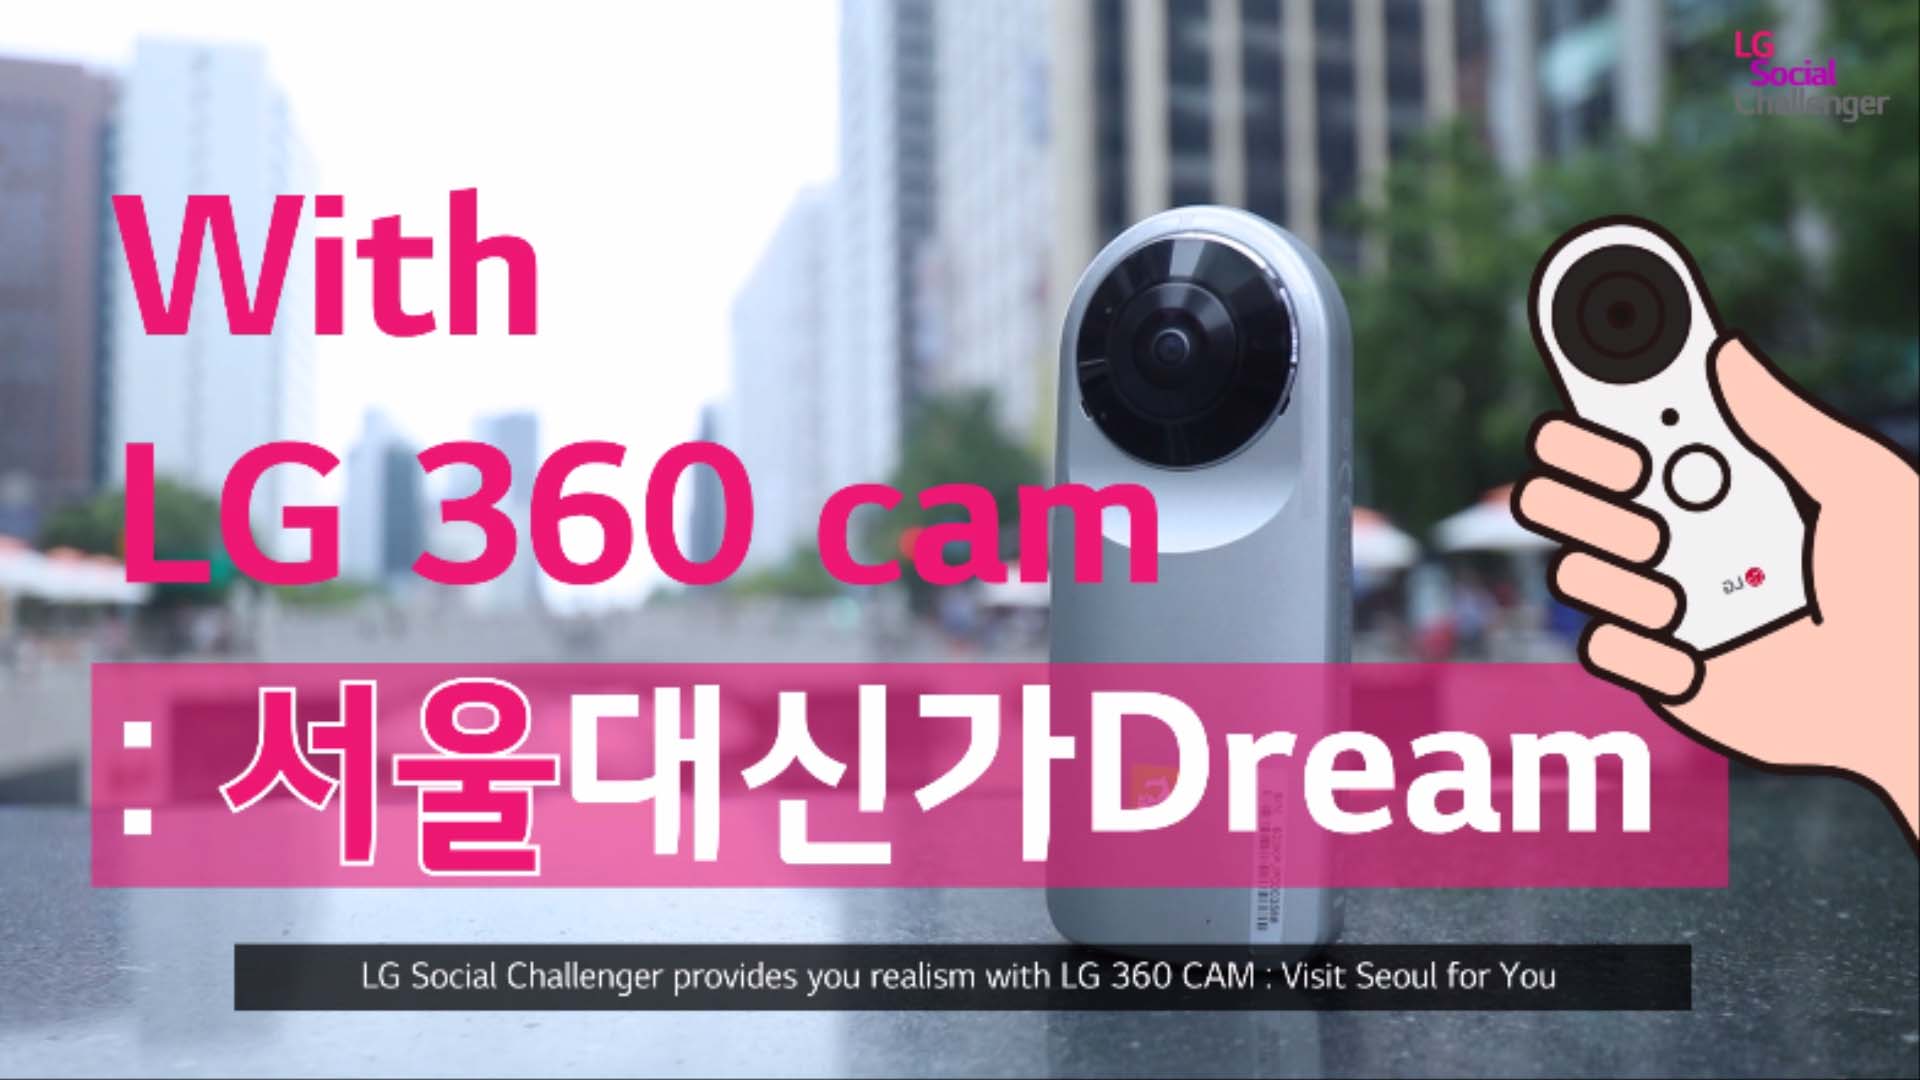 LG
Social
Challenger
With
LG 360 cam
: 서울대신가Dream
LG
LG Social Challenger provides you realism with LG 360 CAM : Visit Seoul for You